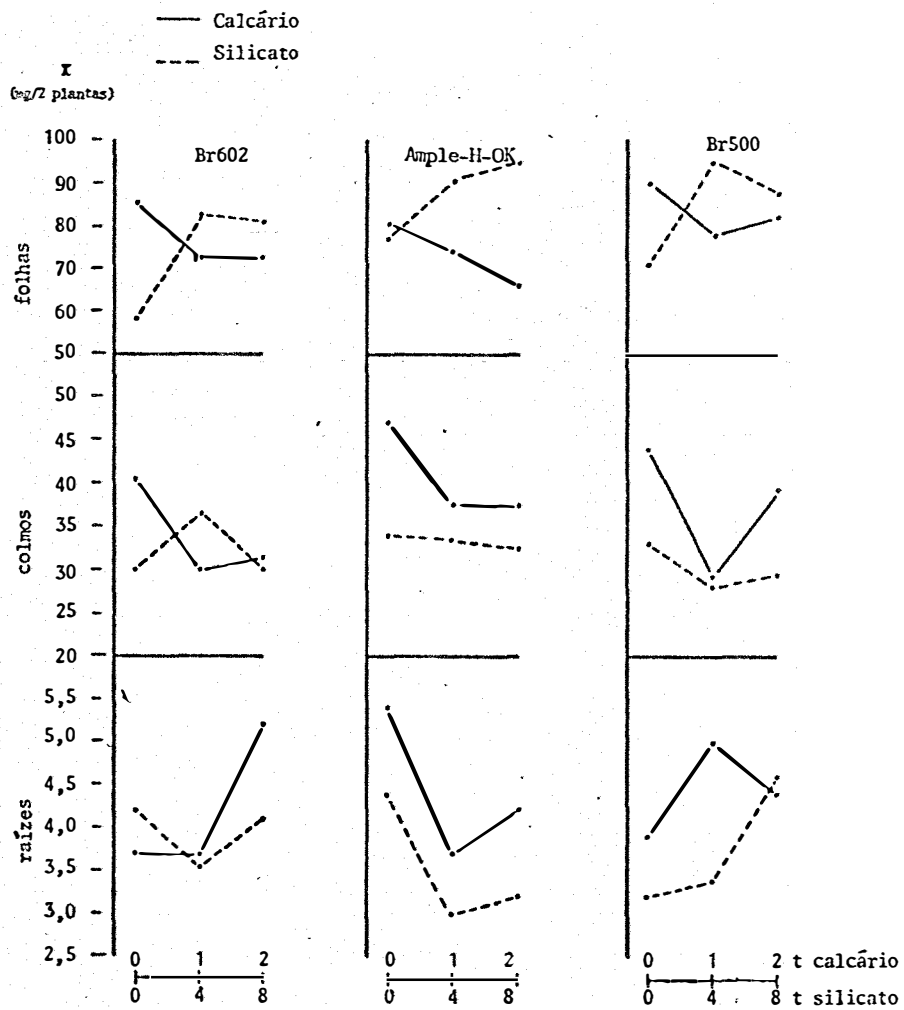 Calcário
Silicato
K
(mg/2 plantas)
100
90
80
70
60
50
folhas
50
45
40
35
30
25
20
colmos
5,5
5,0
4,5
4,0
3,5
3,0
2,5
raízes
Br602
Ample-H-OK
Br500
0 1 2
0 4 8
0 1 2
0 4 8
0 1 2 t calcário
0 4 8 t silicato